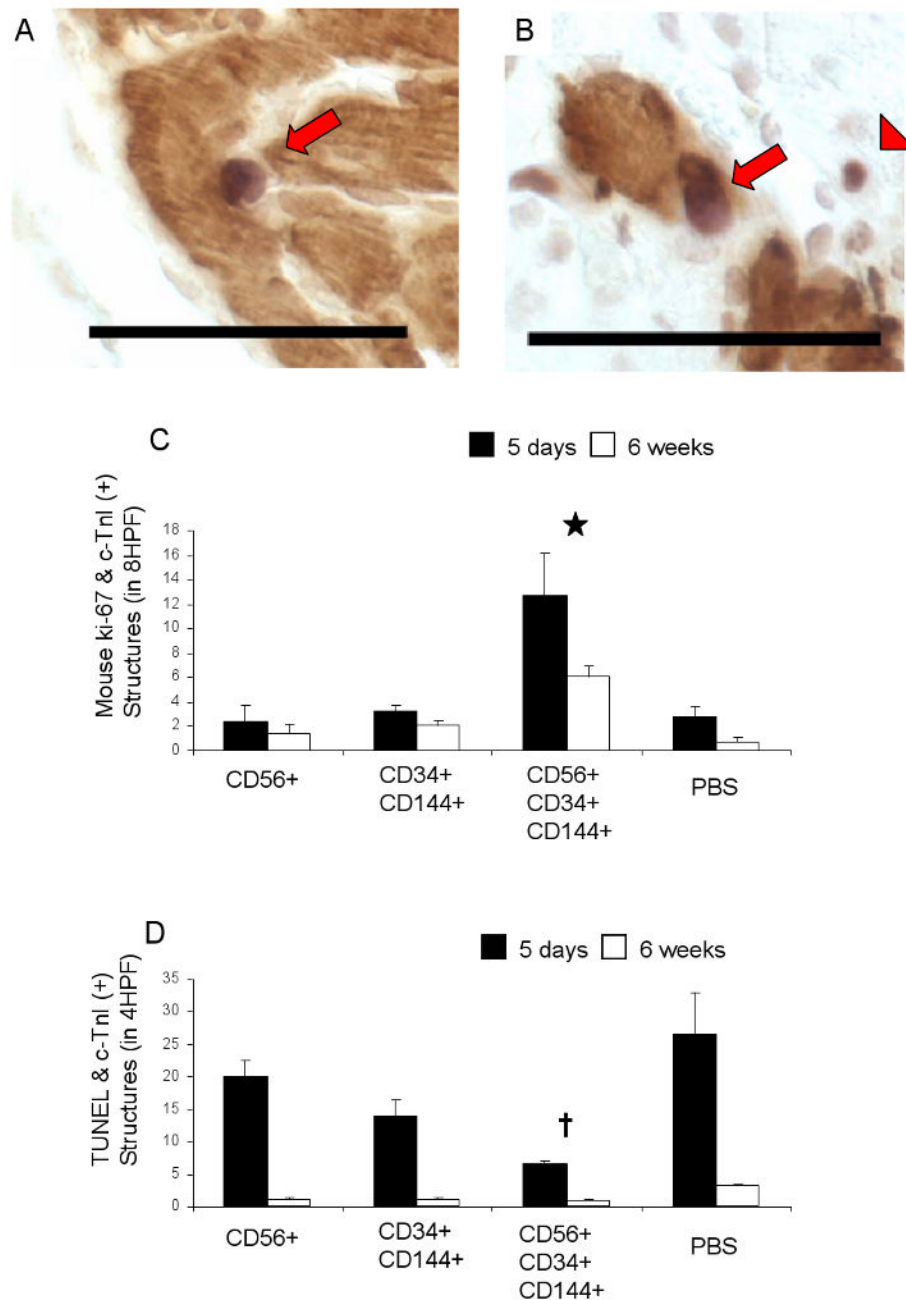 A
B
C
5 days 6 weeks
Mouse ki-67 & c-TnI (+)
Structures (in 8HPF)
18
16
14
12
10
8
6
4
2
0
CD56+
CD34+
CD144+
CD56+
CD34+
CD144+
PBS
D
5 days 6 weeks
TUNEL & c-TnI (+)
Structures (in 4HPF)
35
30
25
20
15
10
5
0
†
CD56+
CD34+
CD144+
CD56+
CD34+
CD144+
PBS